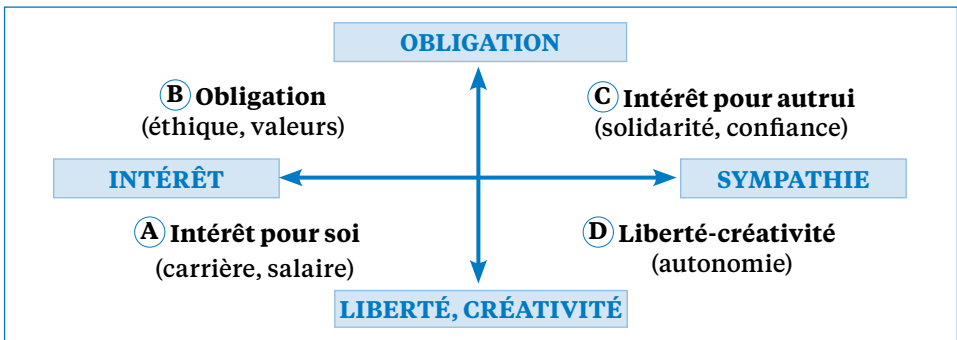 OBLIGATION
B Obligation
(éthique, valeurs)
C Intérêt pour autrui
(solidarité, confiance)
INTÉRÊT
SYMPATHIE
A Intérêt pour soi
(carrière, salaire)
D Liberté-créativité
(autonomie)
LIBERTÉ, CRÉATIVITÉ